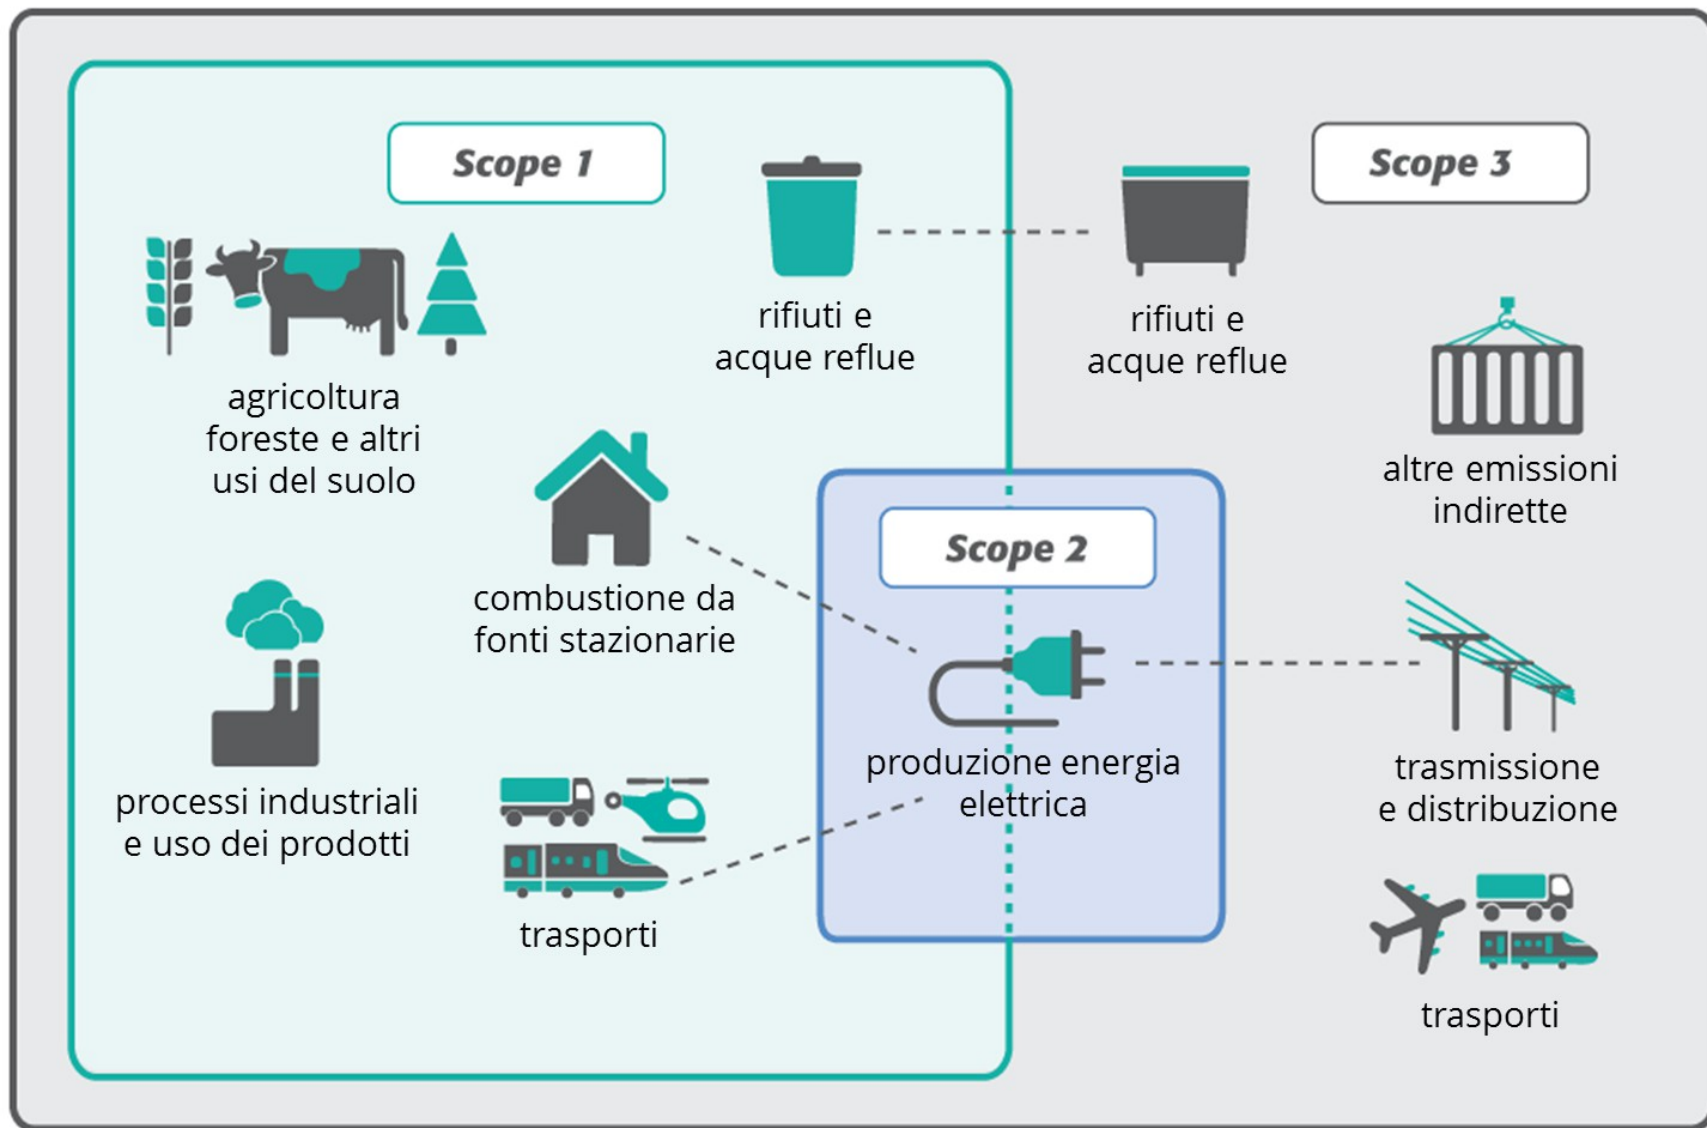 Scope 1
Scope 3
rifiuti e
acque reflue
rifiuti e
acque reflue
agricoltura
foreste e altri
usi del suolo
altre emissioni
indirette
Scope 2
combustione da
fonti stazionarie
produzione energia
elettrica
trasmissione
e distribuzione
processi industriali
e uso dei prodotti
trasporti
trasporti